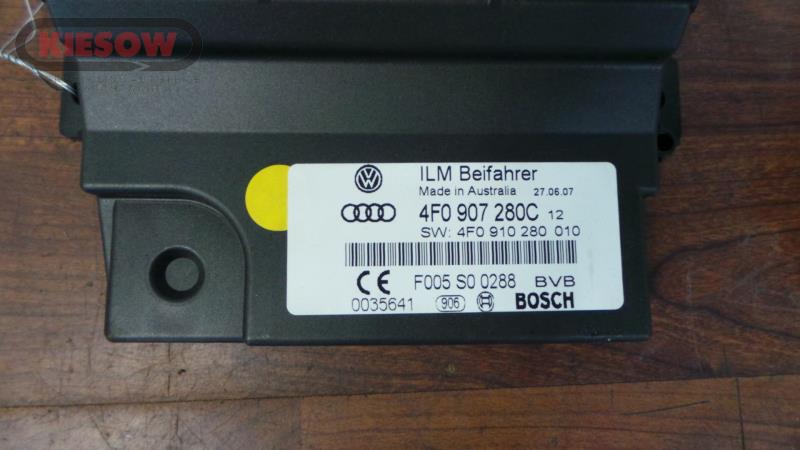 KIESOW
ILM Beifahrer
Made in Australia 27.06.07
4F0 907 280C 12
SW: 4F0 910 280 010
F005 S0 0288 BVB
0035641 906 BOSCH